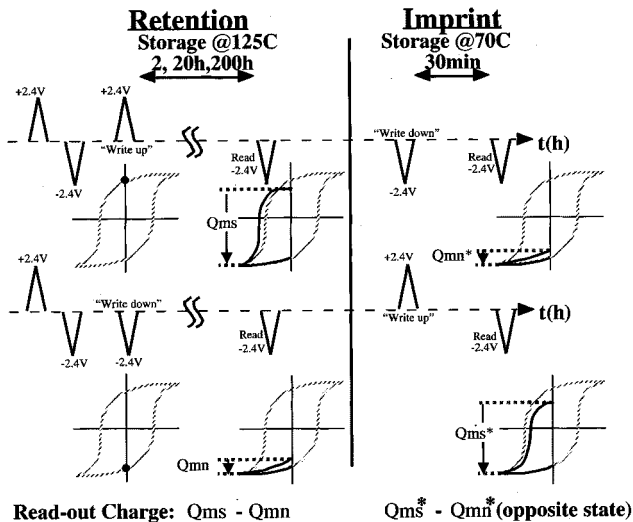 Retention
Storage @125C
2, 20h,200h
Imprint
Storage @70C
30min
+2.4V
+2.4V
"Write up"
-2.4V
Read
-2.4V
"Write down"
-2.4V
Read
-2.4V
t(h)
Qms
Qmn*
+2.4V
"Write down"
-2.4V
-2.4V
Read
-2.4V
+2.4V
"Write up"
Read
-2.4V
t(h)
Qmn
Qms*
Read-out Charge: Qms - Qmn
Qms* - Qmn* (opposite state)